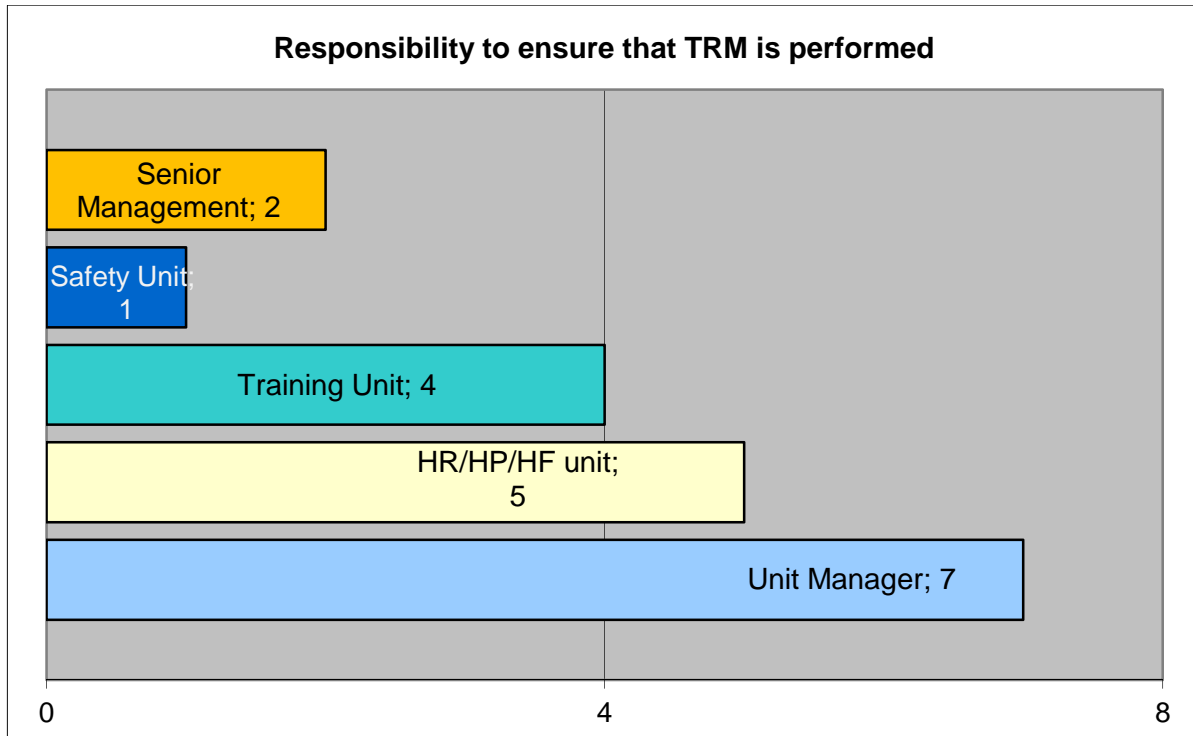 Responsibility to ensure that TRM is performed
Senior
Management; 2
Safety Unit;
1
Training Unit; 4
HR/HP/HF unit;
5
Unit Manager; 7
0 4 8